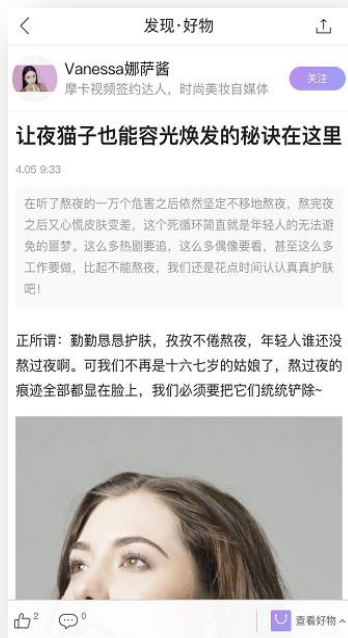 发现·好物
Vanessa娜萨酱
摩卡视频签约达人，时尚美妆自媒体
关注
让夜猫子也能容光焕发的秘诀在这里
4.05 9:33
在听了熬夜的一万个危害之后依然坚定不移地熬夜，熬完夜
之后又心慌皮肤变差，这个死循环简直就是年轻人的无法避
免的噩梦。这么多热剧要追，这么多偶像要看，甚至这么多
工作要做，比起不能熬夜，我们还是花点时间认认真真护肤
吧！
正所谓：勤勤恳恳护肤，孜孜不倦熬夜，年轻人谁还没
熬过夜啊。可我们不再是十六七岁的姑娘了，熬过夜的
痕迹全部都显在脸上，我们必须要把它们统统铲除~
2
0
查看好物